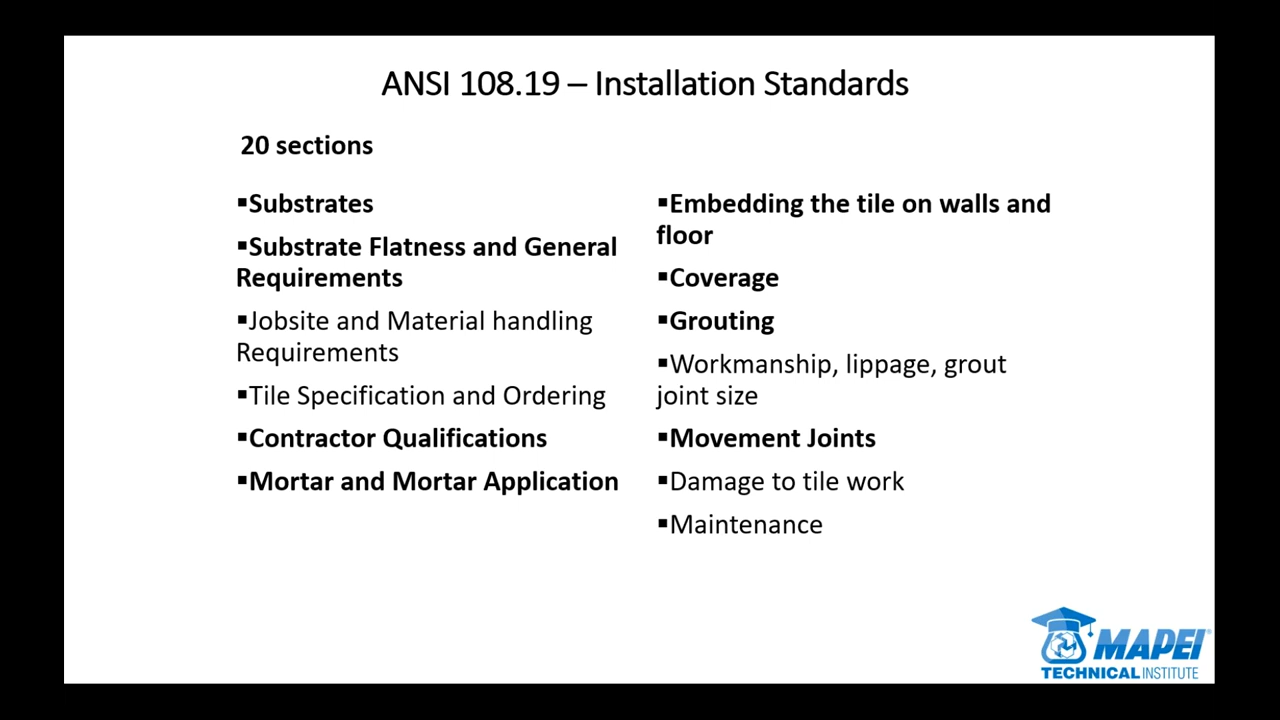 ANSI 108.19 – Installation Standards
20 sections
▪Substrates
▪Substrate Flatness and General
Requirements
▪Jobsite and Material handling
Requirements
▪Tile Specification and Ordering
▪Contractor Qualifications
▪Mortar and Mortar Application
▪Embedding the tile on walls and
floor
▪Coverage
▪Grouting
▪Workmanship, lippage, grout
joint size
▪Movement Joints
▪Damage to tile work
▪Maintenance
MAPEI®
TECHNICAL INSTITUTE